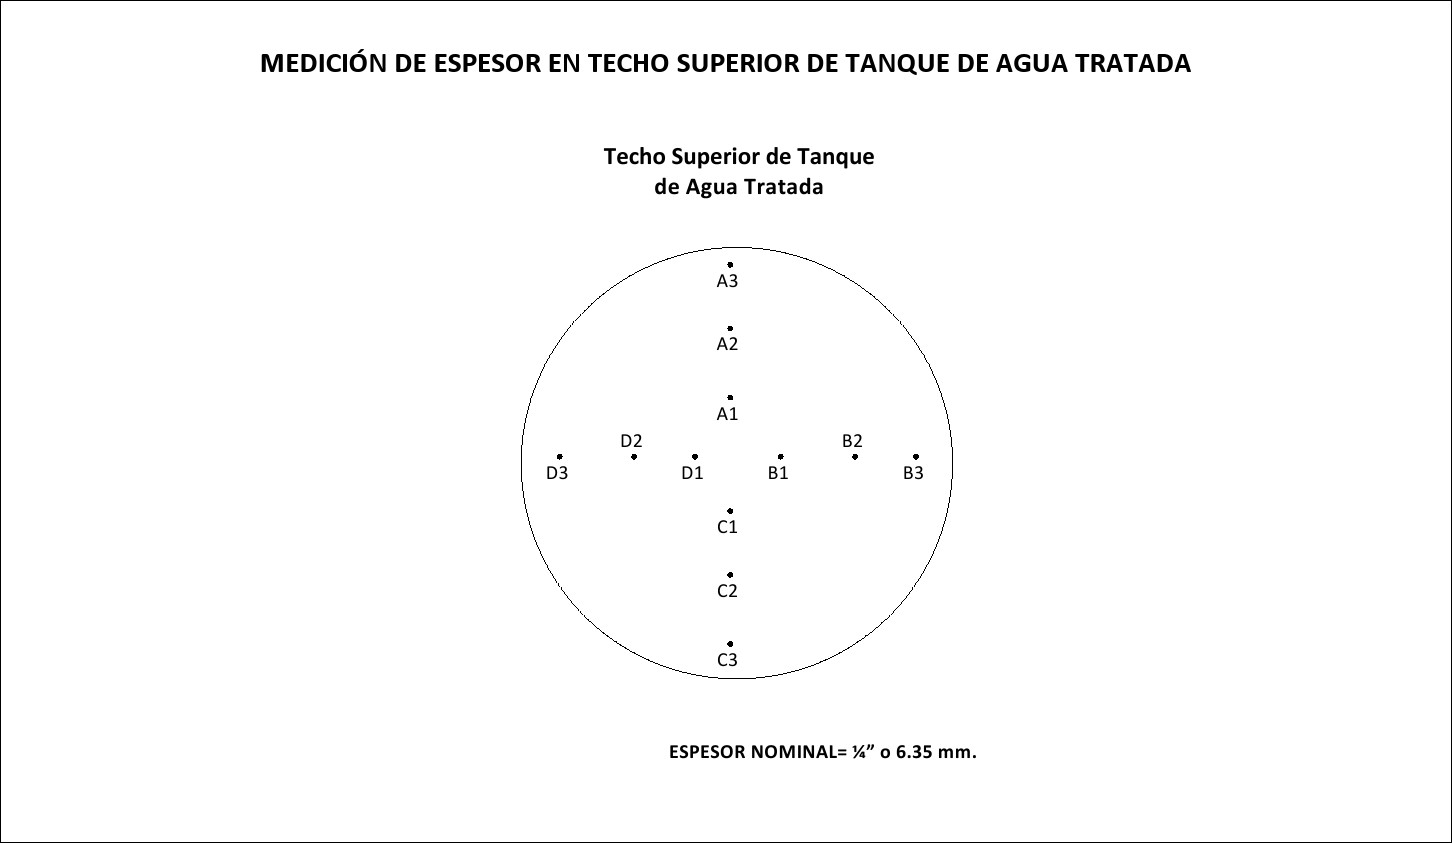 MEDICIÓN DE ESPESOR EN TECHO SUPERIOR DE TANQUE DE AGUA TRATADA
Techo Superior de Tanque
de Agua Tratada
A3
A2
A1
D2 B2
D3 D1 B1 B3
C1
C2
C3
ESPESOR NOMINAL= ¼” o 6.35 mm.